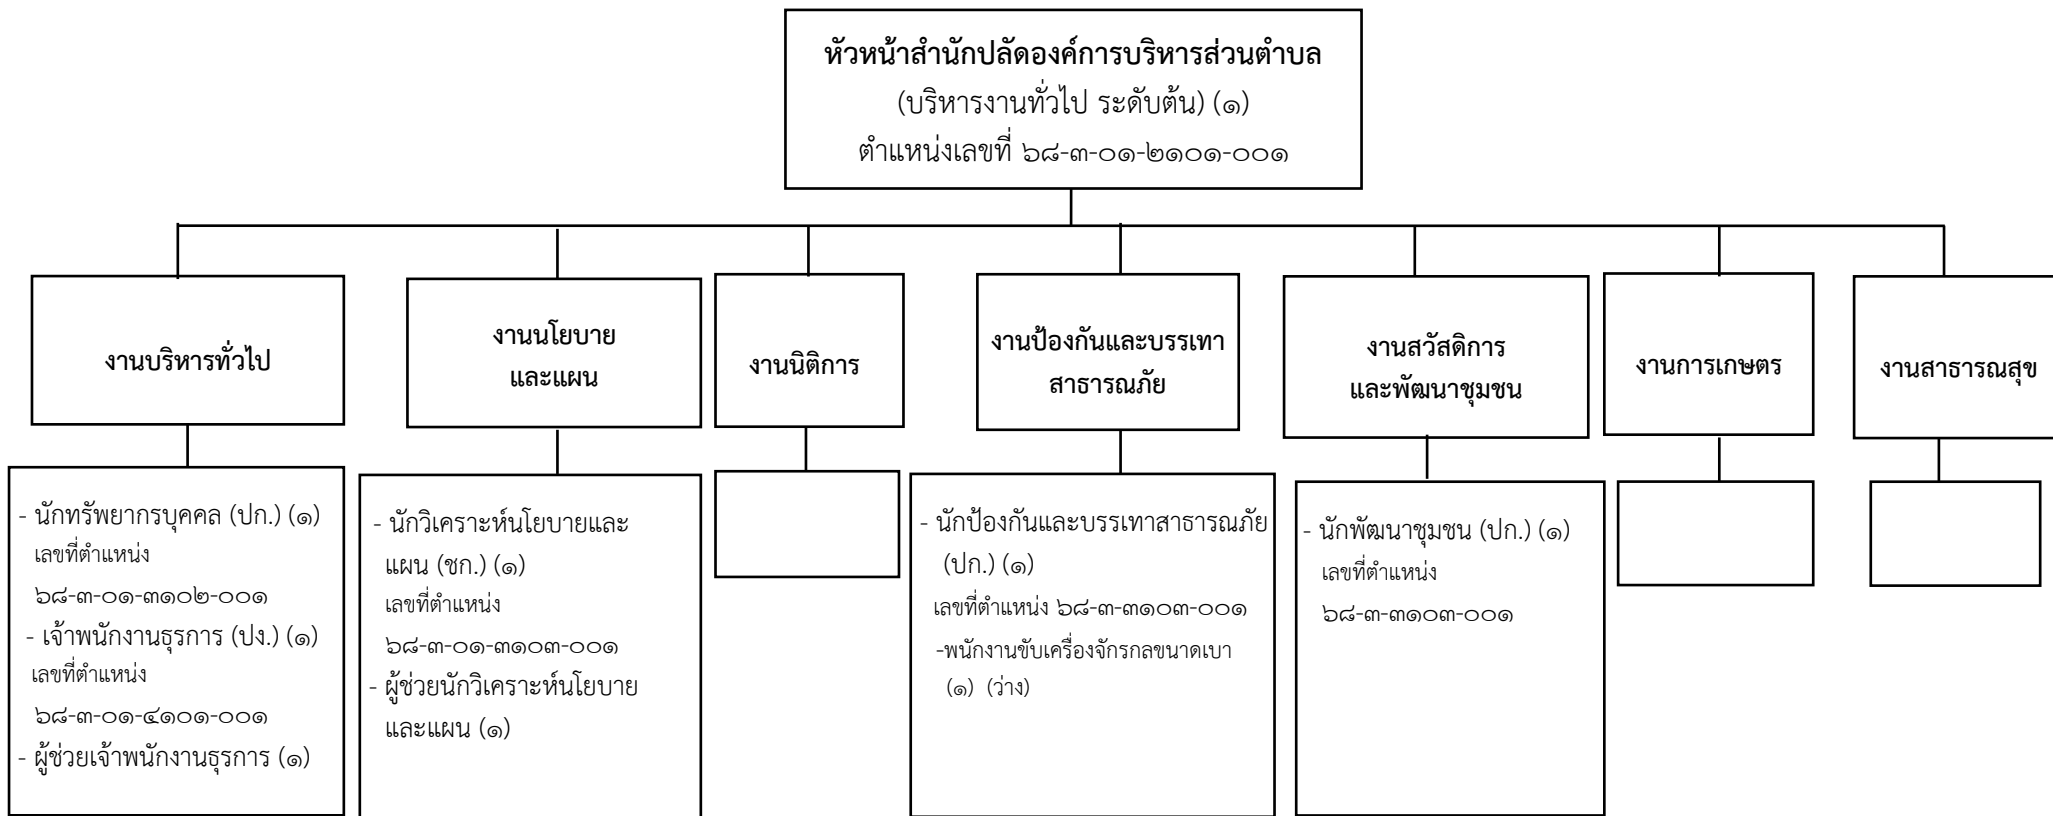 หัวหน้าสำนักปลัดองค์การบริหารส่วนตำบล
(บริหารงานทั่วไป ระดับต้น) (๑)
ตำแหน่งเลขที่ ๖๘-๓-๐๑-๒๑๐๑-๐๐๑
งานบริหารทั่วไป
งานนโยบาย
และแผน
งานนิติการ
งานป้องกันและบรรเทา
สาธารณภัย
งานสวัสดิการ
และพัฒนาชุมชน
งานการเกษตร
งานสาธารณสุข
- นักทรัพยากรบุคคล (ปก.) (๑)
เลขที่ตำแหน่ง
๖๘-๓-๐๑-๓๑๐๒-๐๐๑
- เจ้าพนักงานธุรการ (ปง.) (๑)
เลขที่ตำแหน่ง
๖๘-๓-๐๑-๔๑๐๑-๐๐๑
- ผู้ช่วยเจ้าพนักงานธุรการ (๑)
- นักวิเคราะห์นโยบายและ
แผน (ชก.) (๑)
เลขที่ตำแหน่ง
๖๘-๓-๐๑-๓๑๐๓-๐๐๑
- ผู้ช่วยนักวิเคราะห์นโยบาย
และแผน (๑)
- นักป้องกันและบรรเทาสาธารณภัย
(ปก.) (๑)
เลขที่ตำแหน่ง ๖๘-๓-๓๑๐๓-๐๐๑
-พนักงานขับเครื่องจักรกลขนาดเบา
(๑) (ว่าง)
- นักพัฒนาชุมชน (ปก.) (๑)
เลขที่ตำแหน่ง
๖๘-๓-๓๑๐๓-๐๐๑